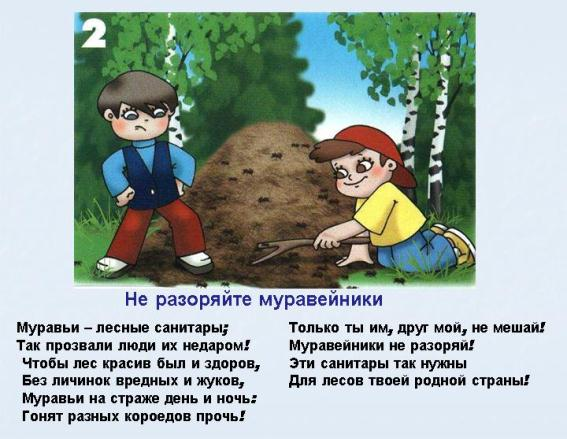 2
Не разоряйте муравейники
Муравьи – лесные санитары;
Так прозвали люди их недаром!
Чтобы лес красив был и здоров,
Без личинок вредных и жуков,
Муравьи на страже день и ночь:
Гонят разных короедов прочь!
Только ты им, друг мой, не мешай!
Муравейники не разоряй!
Эти санитары так нужны
Для лесов твоей родной страны!